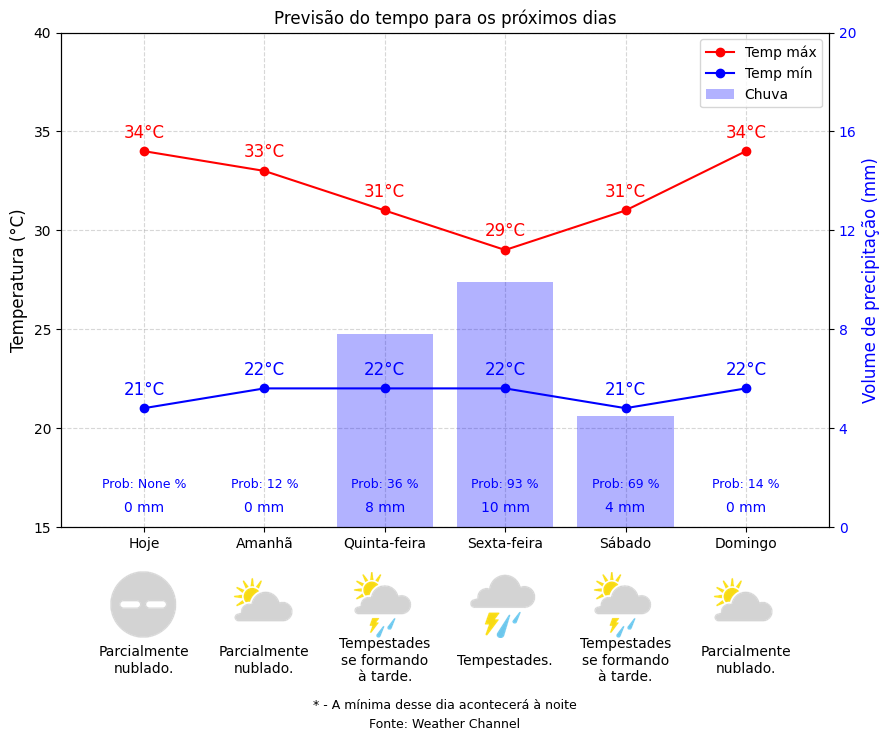 Previsão do tempo para os próximos dias
40
35
30
25
20
15
Temperatura (°C)
20
16
12
8
4
0
Volume de precipitação (mm)
Temp máx
Temp mín
Chuva
34°C
33°C
31°C
29°C
31°C
34°C
21°C
22°C
22°C
22°C
21°C
22°C
Prob: None %
Prob: 12 %
Prob: 36 %
Prob: 93 %
Prob: 69 %
Prob: 14 %
0 mm
0 mm
8 mm
10 mm
4 mm
0 mm
Hoje
Amanhã
Quinta-feira
Sexta-feira
Sábado
Domingo
Parcialmente
nublado.
Parcialmente
nublado.
Tempestades
se formando
à tarde.
Tempestades.
Tempestades
se formando
à tarde.
Parcialmente
nublado.
* - A mínima desse dia acontecerá à noite
Fonte: Weather Channel